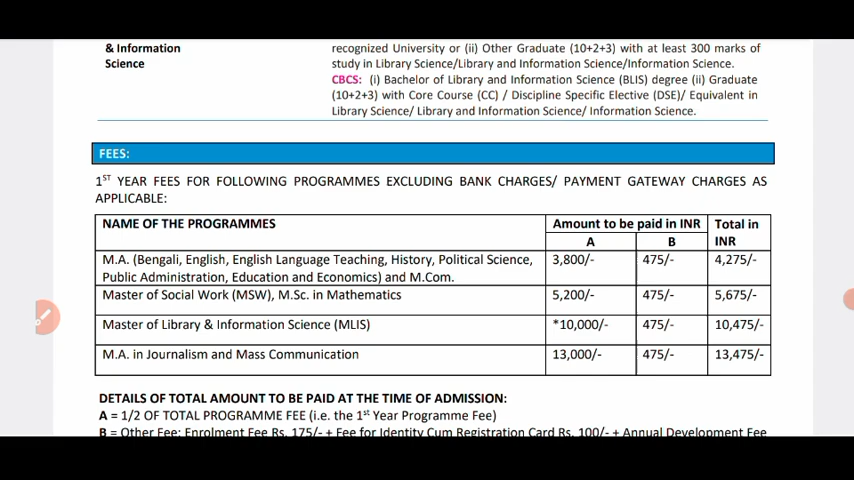 & Information
Science
recognized University or (ii) Other Graduate (10+2+3) with at least 300 marks of
study in Library Science/Library and Information Science/Information Science.
CBCS: (i) Bachelor of Library and Information Science (BLIS) degree (ii) Graduate
(10+2+3) with Core Course (CC) / Discipline Specific Elective (DSE)/ Equivalent in
Library Science/ Library and Information Science/ Information Science.
FEES:
1ST YEAR FEES FOR FOLLOWING PROGRAMMES EXCLUDING BANK CHARGES/ PAYMENT GATEWAY CHARGES AS
APPLICABLE:
NAME OF THE PROGRAMMES Amount to be paid in INR Total in INR
A B
M.A. (Bengali, English, English Language Teaching, History, Political Science, 3,800/- 475/- 4,275/-
Public Administration, Education and Economics) and M.Com.
Master of Social Work (MSW), M.Sc. in Mathematics 5,200/- 475/- 5,675/-
Master of Library & Information Science (MLIS) *10,000/- 475/- 10,475/-
M.A. in Journalism and Mass Communication 13,000/- 475/- 13,475/-
DETAILS OF TOTAL AMOUNT TO BE PAID AT THE TIME OF ADMISSION:
A = 1/2 OF TOTAL PROGRAMME FEE (i.e. the 1st Year Programme Fee)
B = Other Fee: Enrolment Fee Rs. 175/- + Fee for Identity Cum Registration Card Rs. 100/- + Annual Development Fee